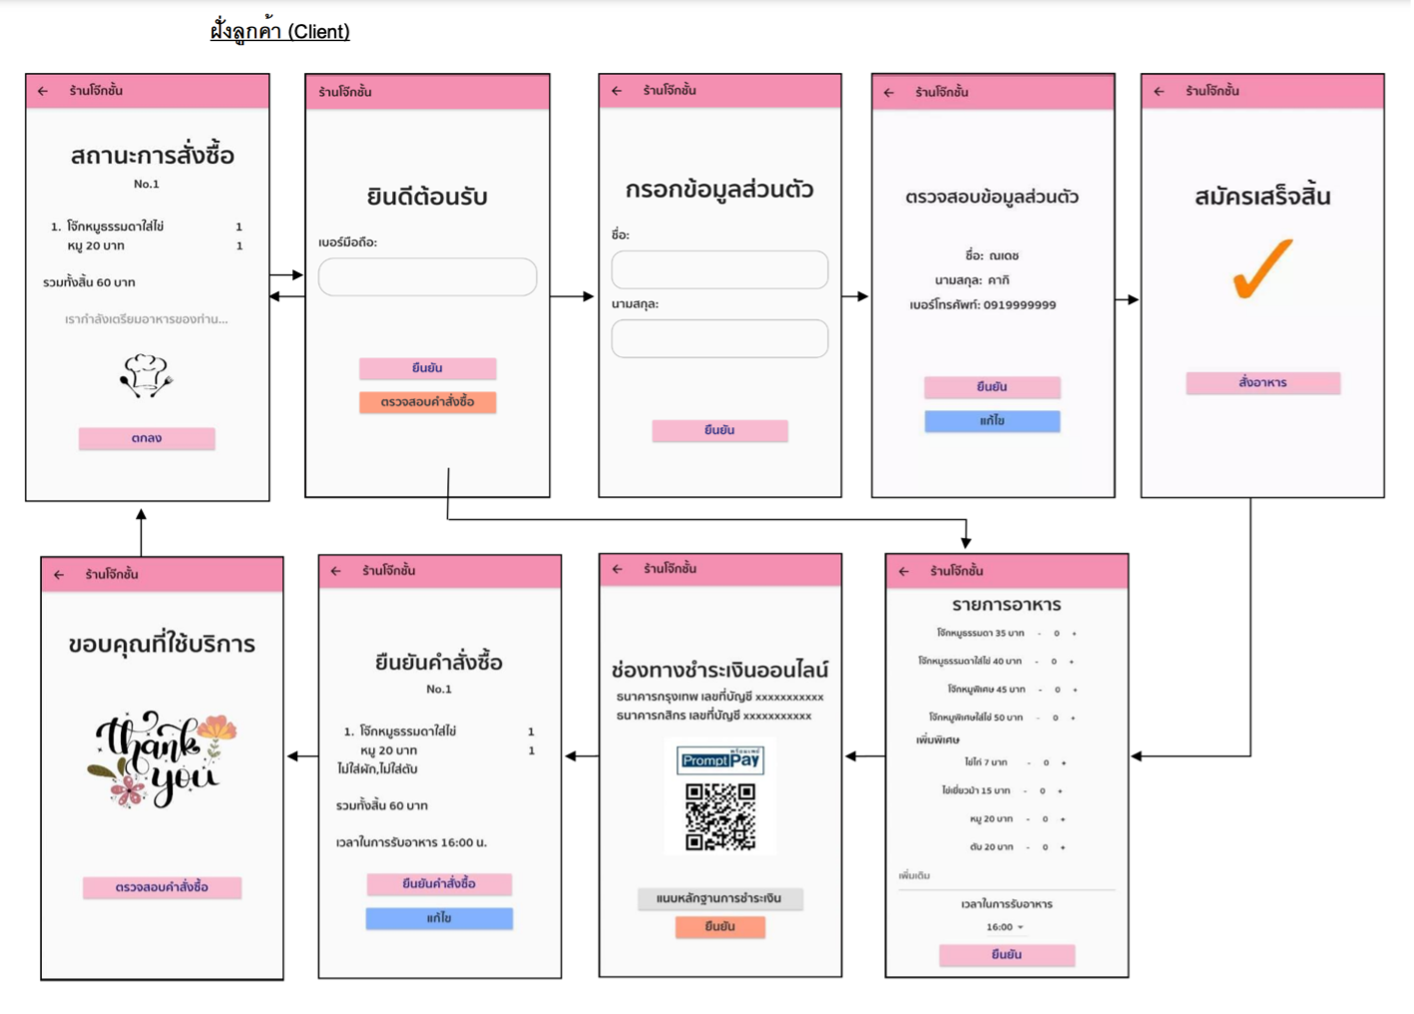 ฝั่งลูกค้า (Client)
← ร้านโจ๊กชั้น
สถานะการสั่งซื้อ
No.1
1. โจ๊กหมูธรรมดาใส่ไข่ 1
หมู 20 บาท 1
รวมทั้งสิ้น 60 บาท
เรากำลังเตรียมอาหารของท่าน...
ตกลง
ร้านโจ๊กชั้น
ยินดีต้อนรับ
เบอร์มือถือ:
ยืนยัน
ตรวจสอบคำสั่งซื้อ
← ร้านโจ๊กชั้น
กรอกข้อมูลส่วนตัว
ชื่อ:
นามสกุล:
ยืนยัน
← ร้านโจ๊กชั้น
ตรวจสอบข้อมูลส่วนตัว
ชื่อ: ณเดช
นามสกุล: คาทิ
เบอร์โทรศัพท์: 0919999999
ยืนยัน
แก้ไข
← ร้านโจ๊กชั้น
สมัครเสร็จสิ้น
สั่งอาหาร
← ร้านโจ๊กชั้น
ขอบคุณที่ใช้บริการ
thank
you
ตรวจสอบคำสั่งซื้อ
← ร้านโจ๊กชั้น
ยืนยันคำสั่งซื้อ
No.1
1. โจ๊กหมูธรรมดาใส่ไข่ 1
หมู 20 บาท 1
ไม่ใส่ผัก,ไม่ใส่ตับ
รวมทั้งสิ้น 60 บาท
เวลาในการรับอาหาร 16:00 น.
ยืนยันคำสั่งซื้อ
แก้ไข
← ร้านโจ๊กชั้น
ช่องทางชำระเงินออนไลน์
ธนาคารกรุงเทพ เลขที่บัญชี xxxxxxxxxxx
ธนาคารกสิกร เลขที่บัญชี xxxxxxxxxxx
พร้อมเพย์
PromptPay
แนบหลักฐานการชำระเงิน
ยืนยัน
← ร้านโจ๊กชั้น
รายการอาหาร
โจ๊กหมูธรรมดา 35 บาท - 0 +
โจ๊กหมูธรรมดาใส่ไข่ 40 บาท - 0 +
โจ๊กหมูพิเศษ 45 บาท - 0 +
โจ๊กหมูพิเศษใส่ไข่ 50 บาท - 0 +
เพิ่มพิเศษ
ไข่ไก่ 7 บาท - 0 +
ไข่เยี่ยวม้า 15 บาท - 0 +
หมู 20 บาท - 0 +
ตับ 20 บาท - 0 +
เพิ่มเติม
เวลาในการรับอาหาร
16:00
ยืนยัน